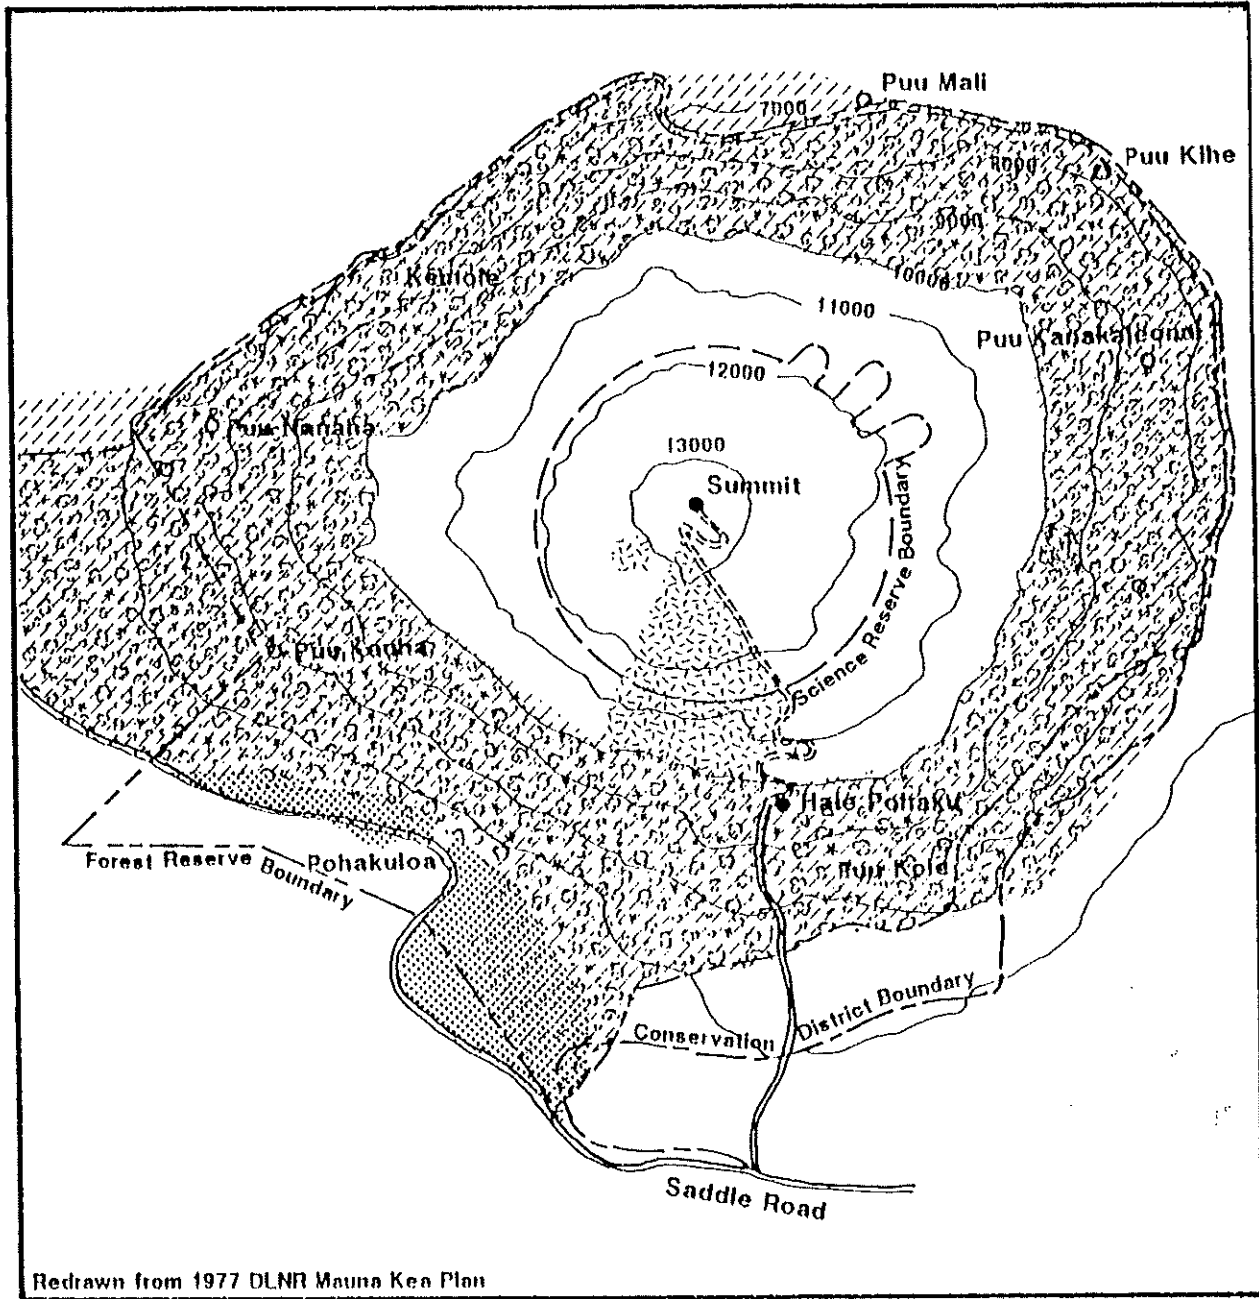 Puu Mali
7000
Puu Kihe
8000
9000
Kemole
10000
11000
Puu Kanakaleonui
12000
Puu Nanaha
13000
Summit
Science Reserve Boundary
Puu Koohai
Hale Pohaku
Forest Reserve Boundary
Pohakuloa
Puu Kole
Conservation District Boundary
Saddle Road
Redrawn from 1977 DLNR Mauna Kea Plan